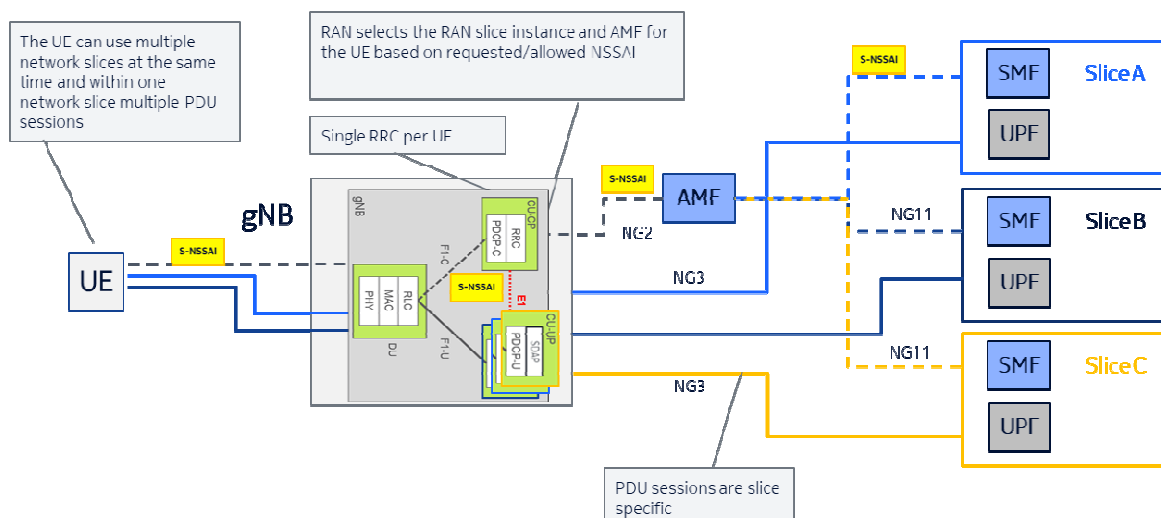 The UE can use multiple
network slices at the same
time and within one
network slice multiple PDU
sessions
RAN selects the RAN slice instance and AMF for
the UE based on requested/allowed NSSAI
Single RRC per UE
gNB
gNB
UE
S-NSSAI
PHY
MAC
RLC
DU
F1-C
F1-U
S-NSSAI
E1
CU-CP
RRC
PDCP-C
CU-UP
SDAP
PDCP-U
S-NSSAI
NG2
AMF
S-NSSAI
NG3
NG3
NG11
NG11
SMF
UPF
SliceA
SMF
UPF
SliceB
SMF
UPF
SliceC
PDU sessions are slice
specific